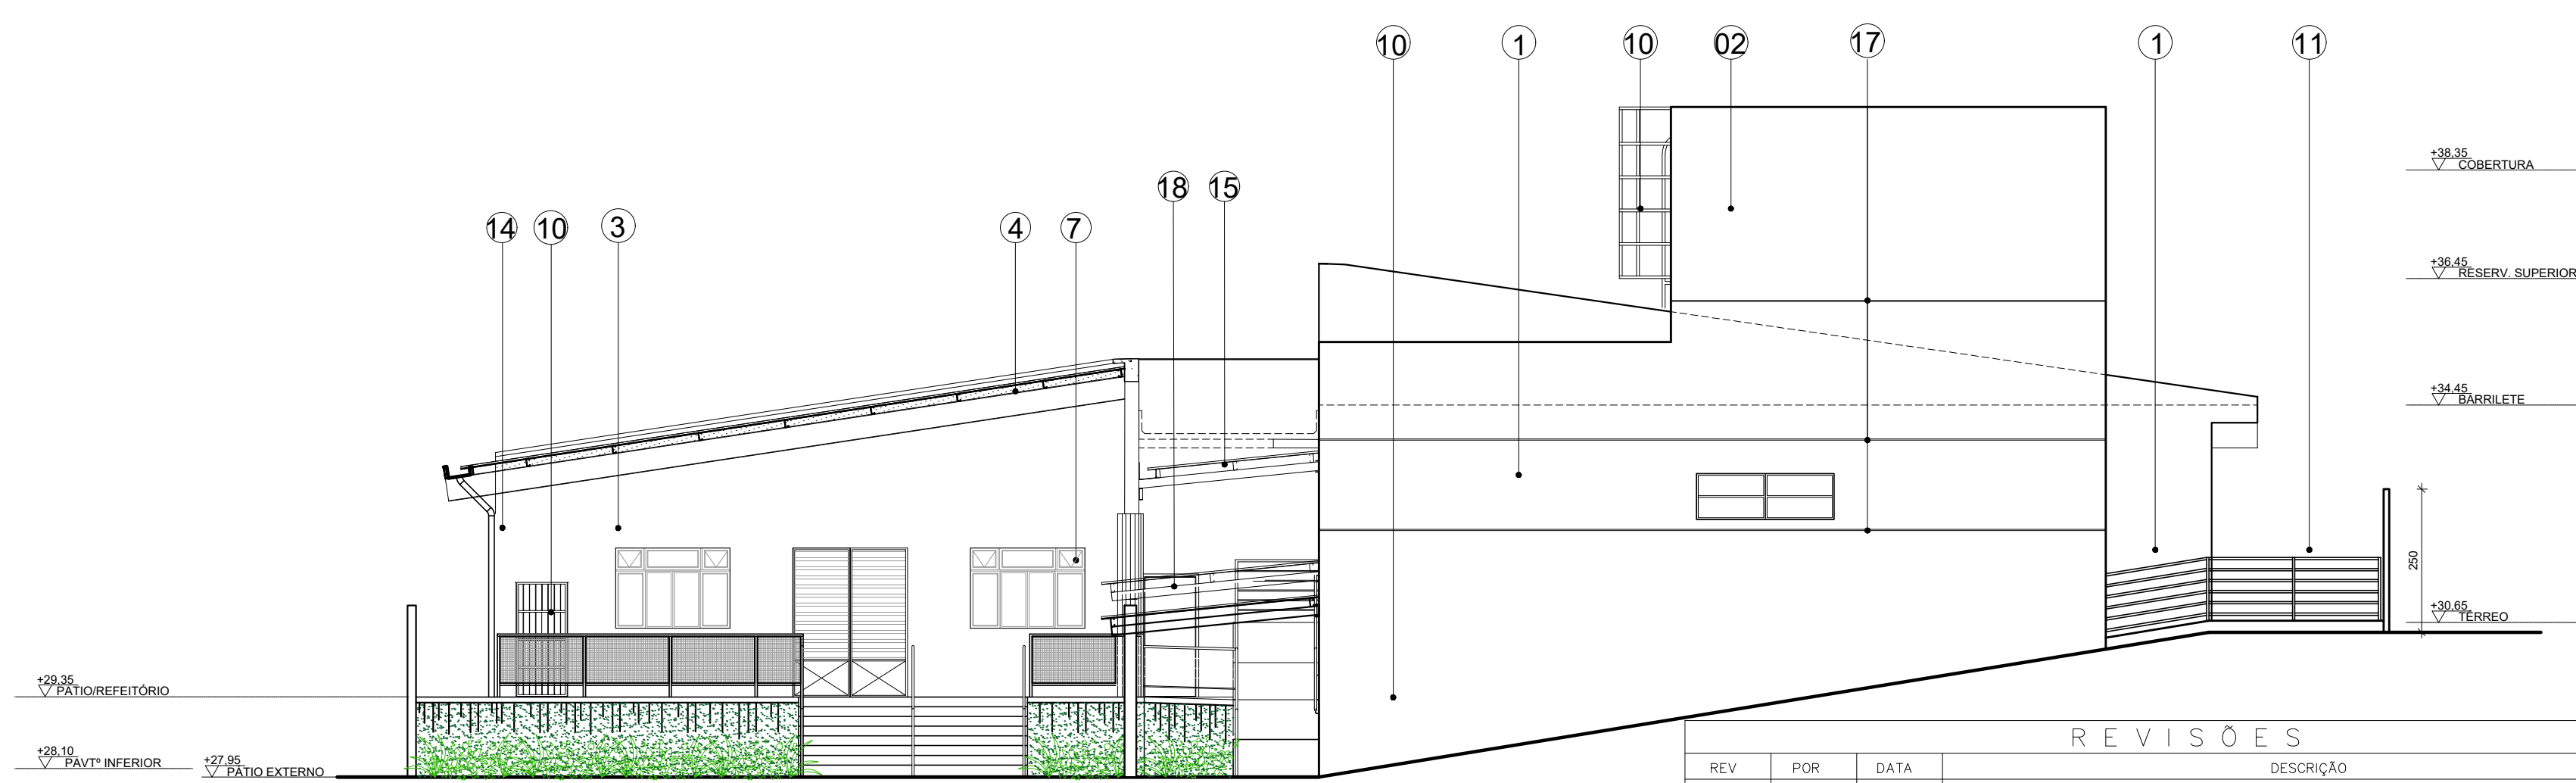 10
1
10
02
17
1
11
+38,35
COBERTURA
18
15
14
10
3
4
7
+36,45
RESERV. SUPERIOR
+34,45
BARRILETE
250
+30,65
TÉRREO
+29,35
PÁTIO/REFEITÓRIO
+28,10
PAVTº INFERIOR
+27,95
PÁTIO EXTERNO
REVISÕES
REV POR DATA DESCRIÇÃO